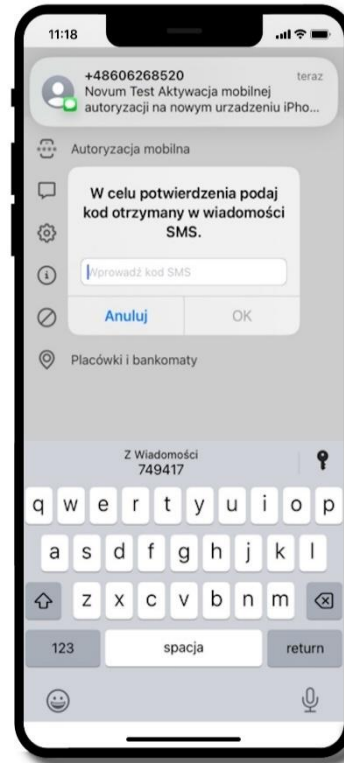 11:18
+48606268520
teraz
Novum Test Aktywacja mobilnej
autoryzacji na nowym urzadzeniu iPho...
Autoryzacja mobilna
W celu potwierdzenia podaj
kod otrzymany w wiadomości
SMS.
Wprowadź kod SMS
Anuluj
OK
Placówki i bankomaty
Z Wiadomości
749417
q w e r t y u i o p
a s d f g h j k l
z x c v b n m
123 spacja return